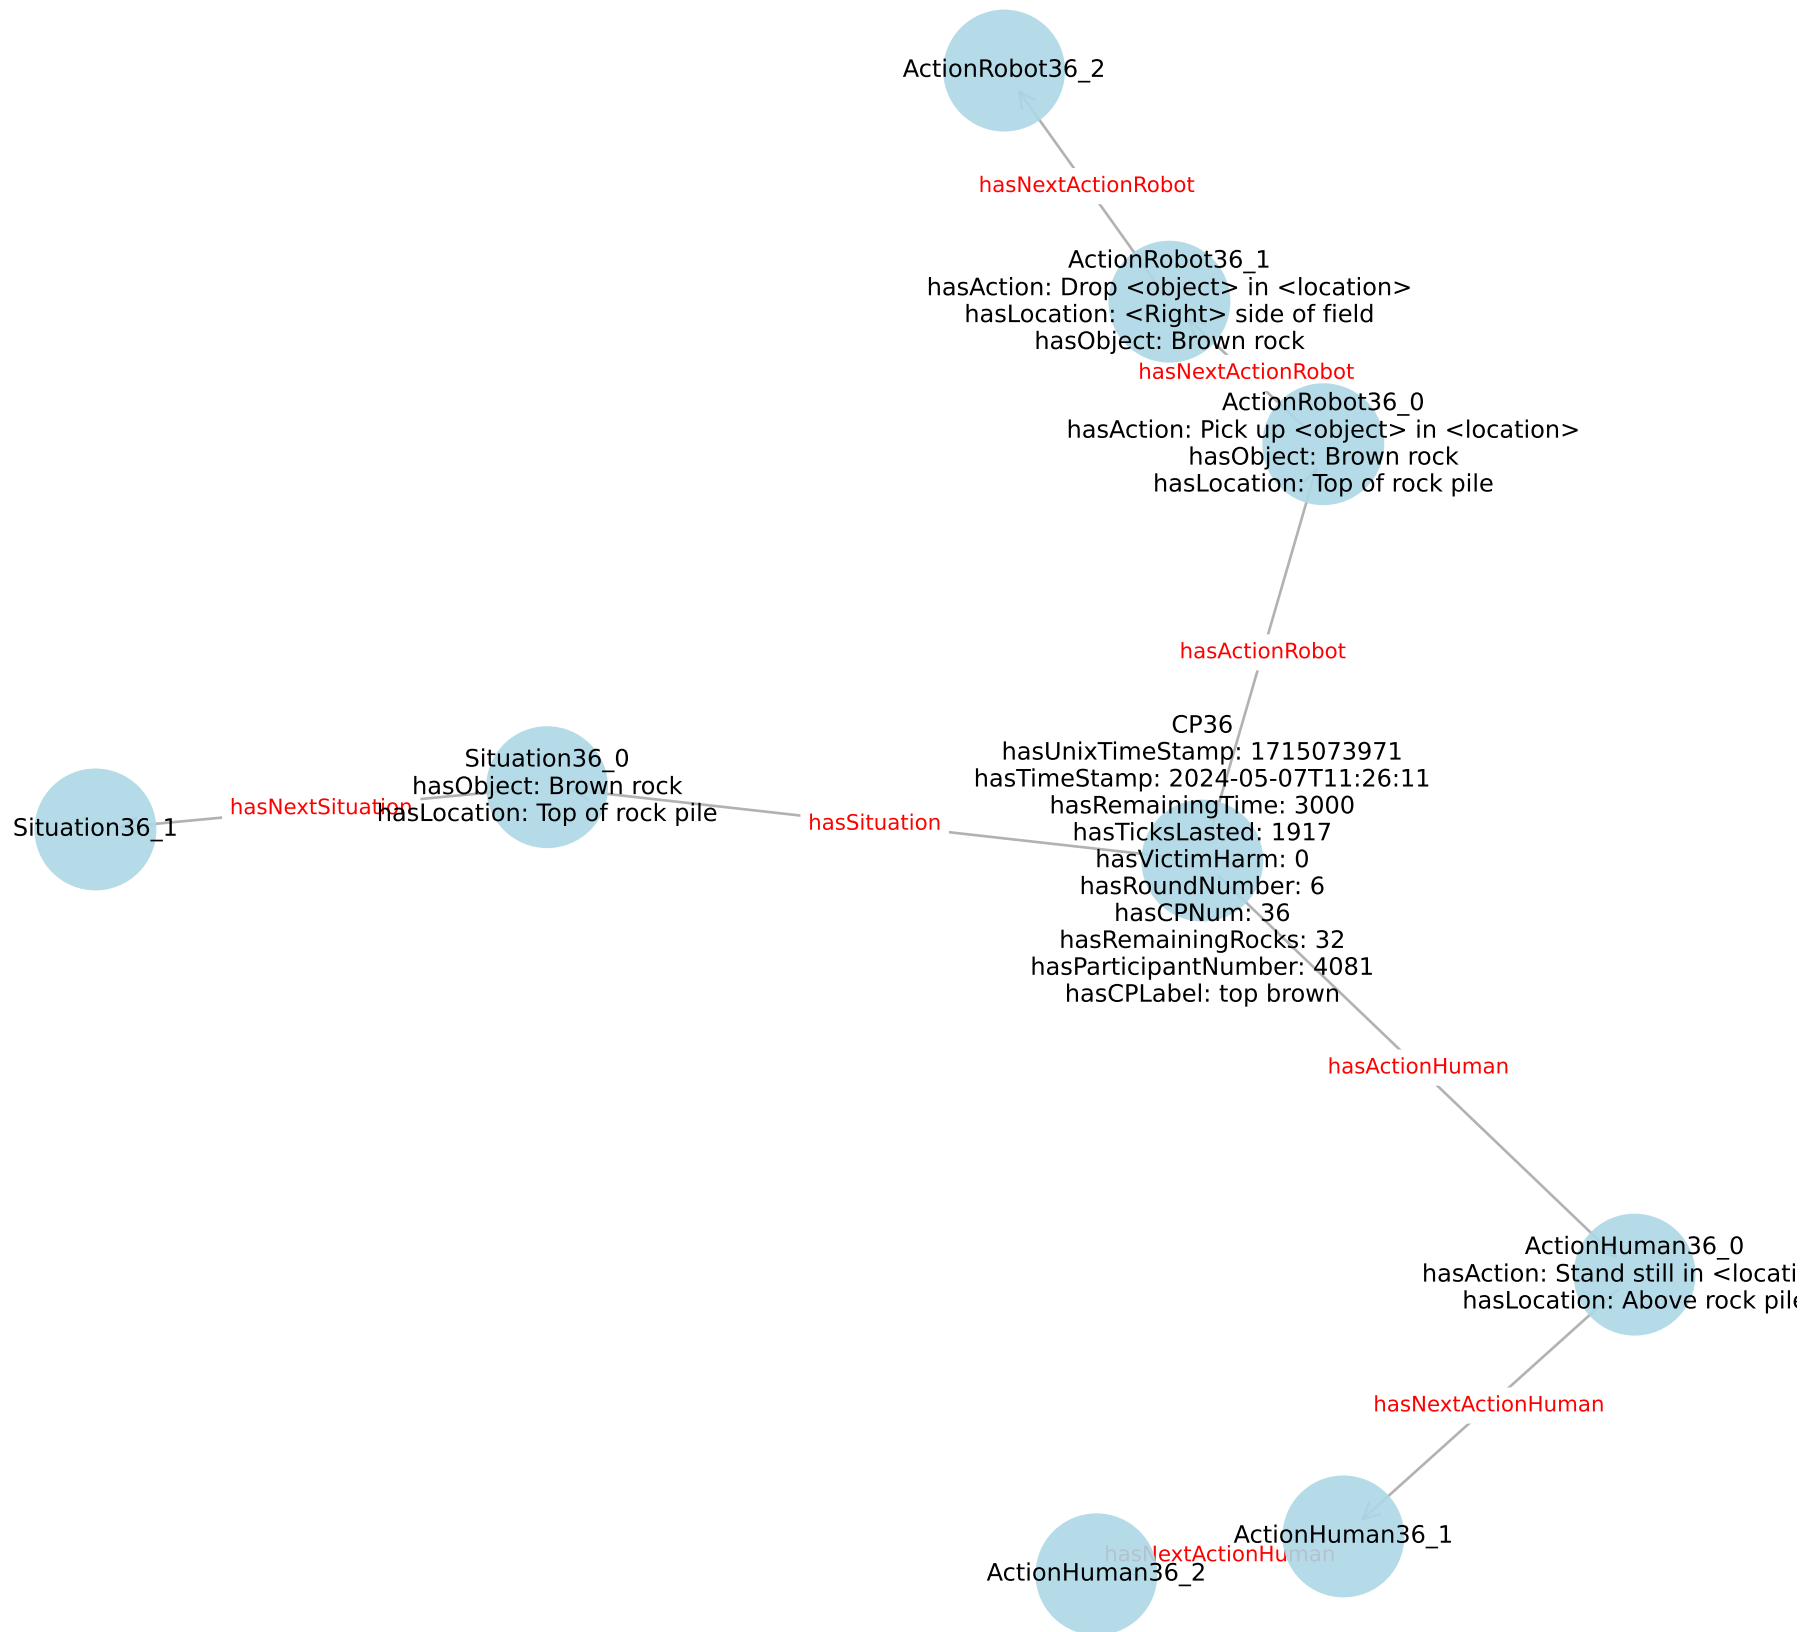 ActionRobot36_2
hasNextActionRobot
ActionRobot36_1
hasAction: Drop <object> in <location>
hasLocation: <Right> side of field
hasObject: Brown rock
hasNextActionRobot
ActionRobot36_0
hasAction: Pick up <object> in <location>
hasObject: Brown rock
hasLocation: Top of rock pile
hasActionRobot
CP36
hasUnixTimeStamp: 1715073971
hasTimeStamp: 2024-05-07T11:26:11
hasRemainingTime: 3000
hasTicksLasted: 1917
hasVictimHarm: 0
hasRoundNumber: 6
hasCPNum: 36
hasRemainingRocks: 32
hasParticipantNumber: 4081
hasCPLabel: top brown
hasSituation
Situation36_0
hasObject: Brown rock
hasLocation: Top of rock pile
hasNextSituation
Situation36_1
hasActionHuman
ActionHuman36_0
hasAction: Stand still in <locati
hasLocation: Above rock pile
hasNextActionHuman
ActionHuman36_1
hasNextActionHuman
ActionHuman36_2